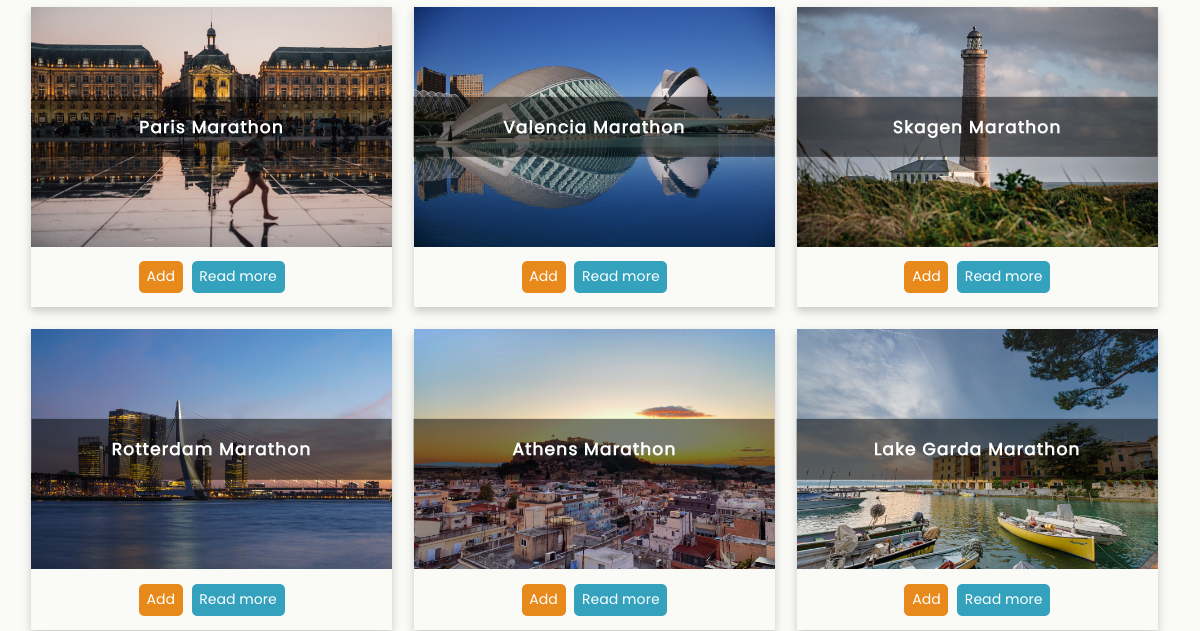 Paris Marathon
Valencia Marathon
Skagen Marathon
Add Read more
Add Read more
Add Read more
Rotterdam Marathon
Athens Marathon
Lake Garda Marathon
Add Read more
Add Read more
Add Read more